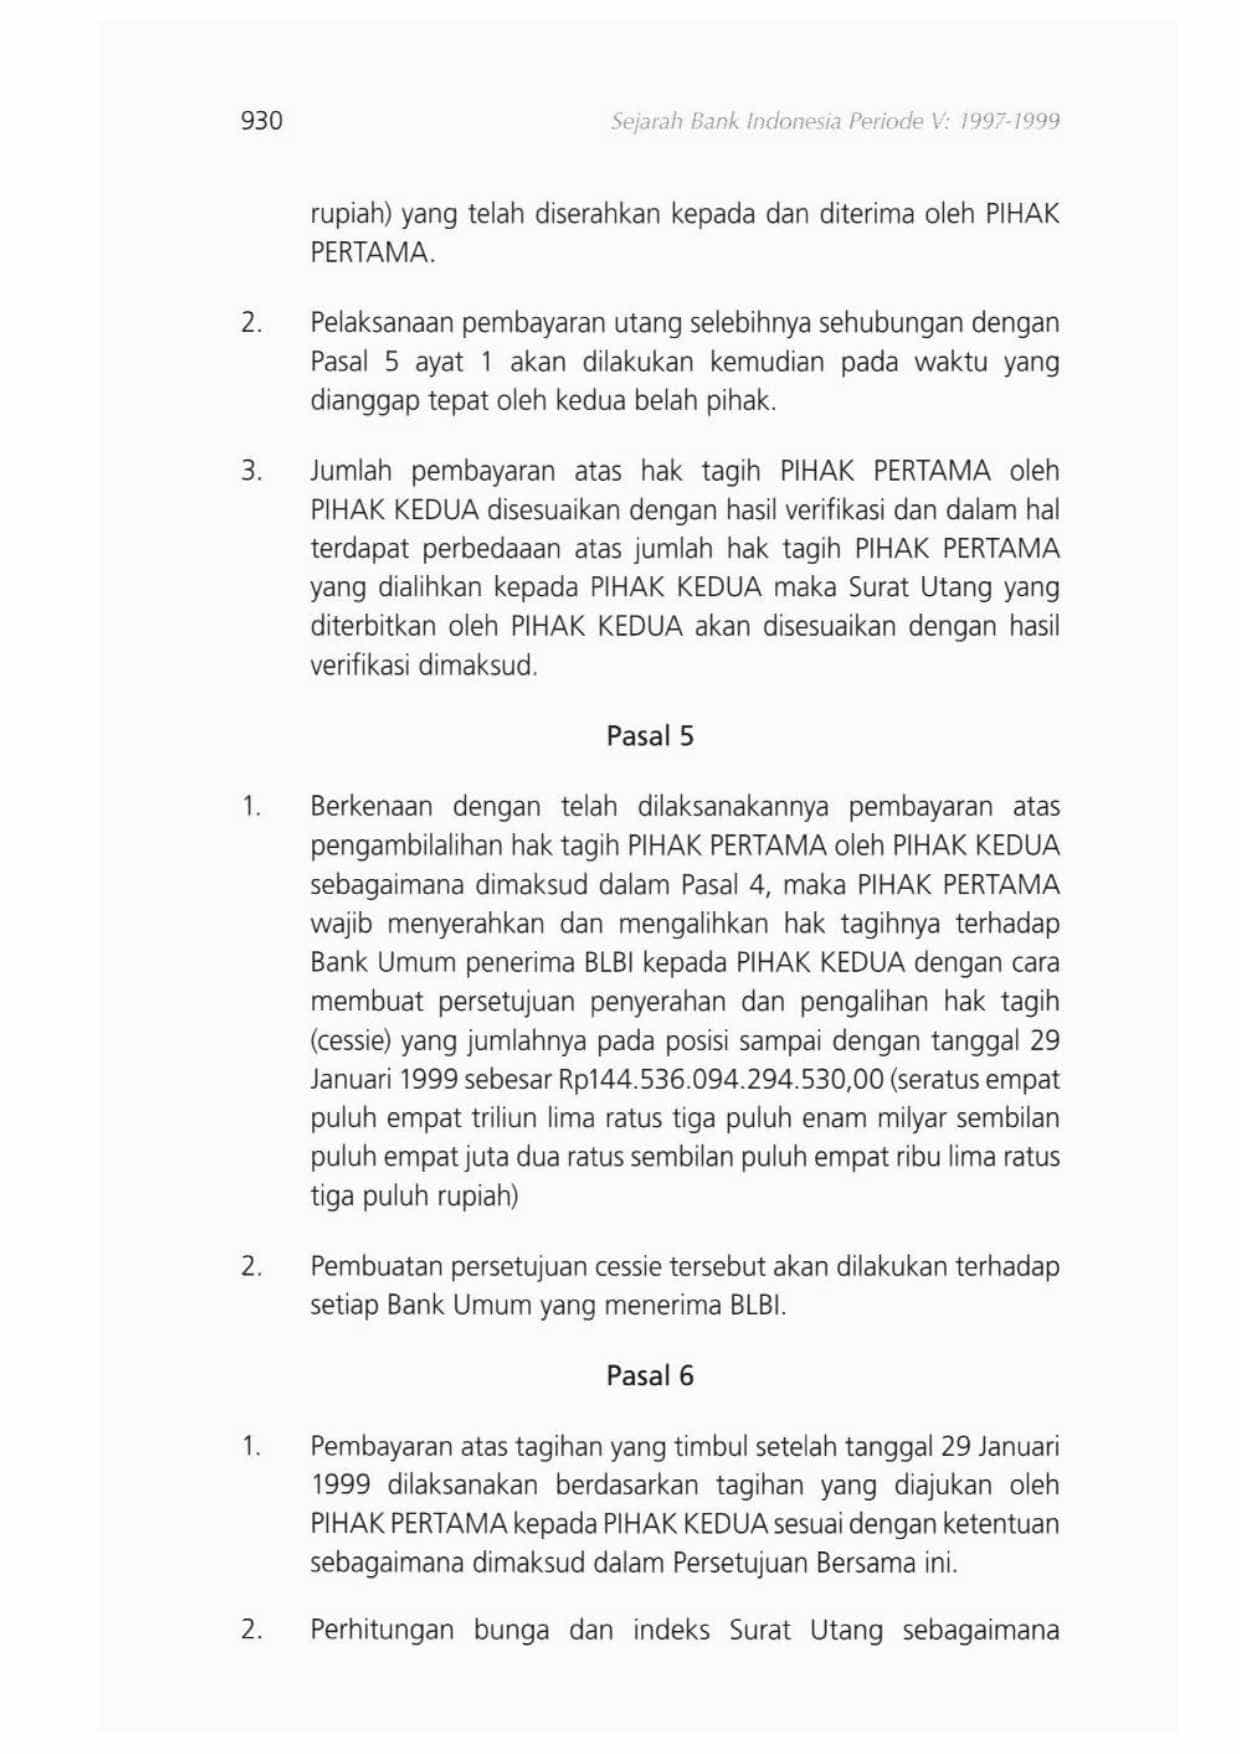 930
Sejarah Bank Indonesia Periode V: 1997-1999
rupiah) yang telah diserahkan kepada dan diterima oleh PIHAK
PERTAMA.
2. Pelaksanaan pembayaran utang selebihnya sehubungan dengan
Pasal 5 ayat 1 akan dilakukan kemudian pada waktu yang
dianggap tepat oleh kedua belah pihak.
3. Jumlah pembayaran atas hak tagih PIHAK PERTAMA oleh
PIHAK KEDUA disesuaikan dengan hasil verifikasi dan dalam hal
terdapat perbedaaan atas jumlah hak tagih PIHAK PERTAMA
yang dialihkan kepada PIHAK KEDUA maka Surat Utang yang
diterbitkan oleh PIHAK KEDUA akan disesuaikan dengan hasil
verifikasi dimaksud.
Pasal 5
1. Berkenaan dengan telah dilaksanakannya pembayaran atas
pengambilalihan hak tagih PIHAK PERTAMA oleh PIHAK KEDUA
sebagaimana dimaksud dalam Pasal 4, maka PIHAK PERTAMA
wajib menyerahkan dan mengalihkan hak tagihnya terhadap
Bank Umum penerima BLBI kepada PIHAK KEDUA dengan cara
membuat persetujuan penyerahan dan pengalihan hak tagih
(cessie) yang jumlahnya pada posisi sampai dengan tanggal 29
Januari 1999 sebesar Rp144.536.094.294.530,00 (seratus empat
puluh empat triliun lima ratus tiga puluh enam milyar sembilan
puluh empat juta dua ratus sembilan puluh empat ribu lima ratus
tiga puluh rupiah)
2. Pembuatan persetujuan cessie tersebut akan dilakukan terhadap
setiap Bank Umum yang menerima BLBI.
Pasal 6
1. Pembayaran atas tagihan yang timbul setelah tanggal 29 Januari
1999 dilaksanakan berdasarkan tagihan yang diajukan oleh
PIHAK PERTAMA kepada PIHAK KEDUA sesuai dengan ketentuan
sebagaimana dimaksud dalam Persetujuan Bersama ini.
2. Perhitungan bunga dan indeks Surat Utang sebagaimana